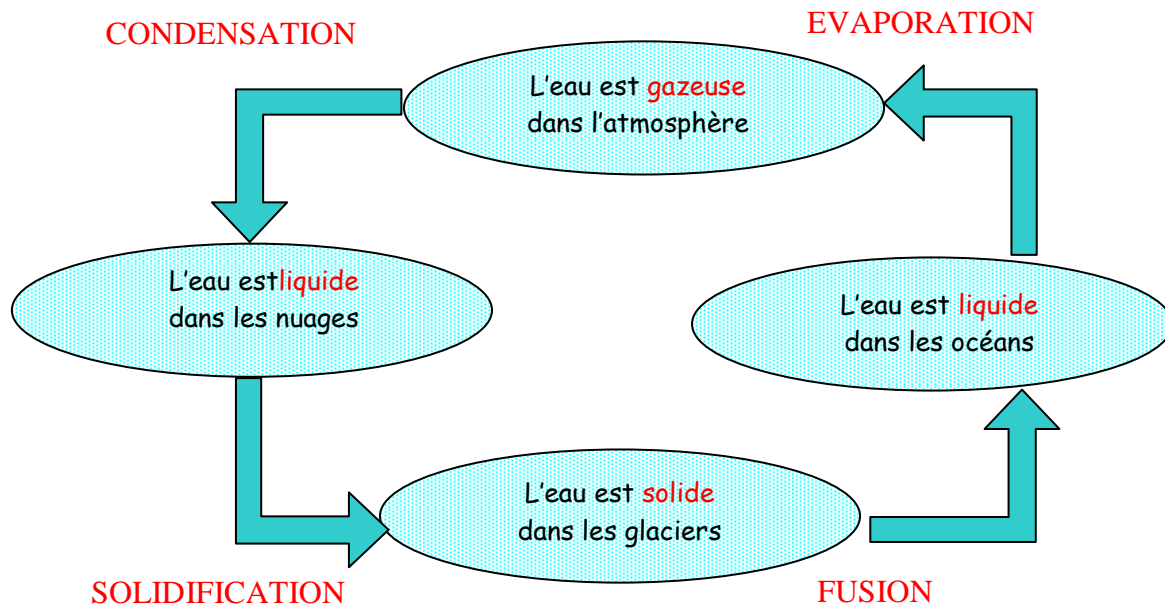 CONDENSATION
EVAPORATION
L'eau est gazeuse
dans l'atmosphère
L'eau estliquide
dans les nuages
L'eau est liquide
dans les océans
L'eau est solide
dans les glaciers
SOLIDIFICATION
FUSION